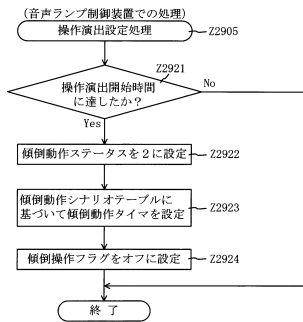 (音声ランプ制御装置での処理)
操作演出設定処理
Z2905
Z2921
操作演出開始時間
に達したか?
No
Yes
傾倒動作ステータスを2に設定
Z2922
傾倒動作シナリオテーブルに
基づいて傾倒動作タイマを設定
Z2923
傾倒操作フラグをオフに設定
Z2924
終了